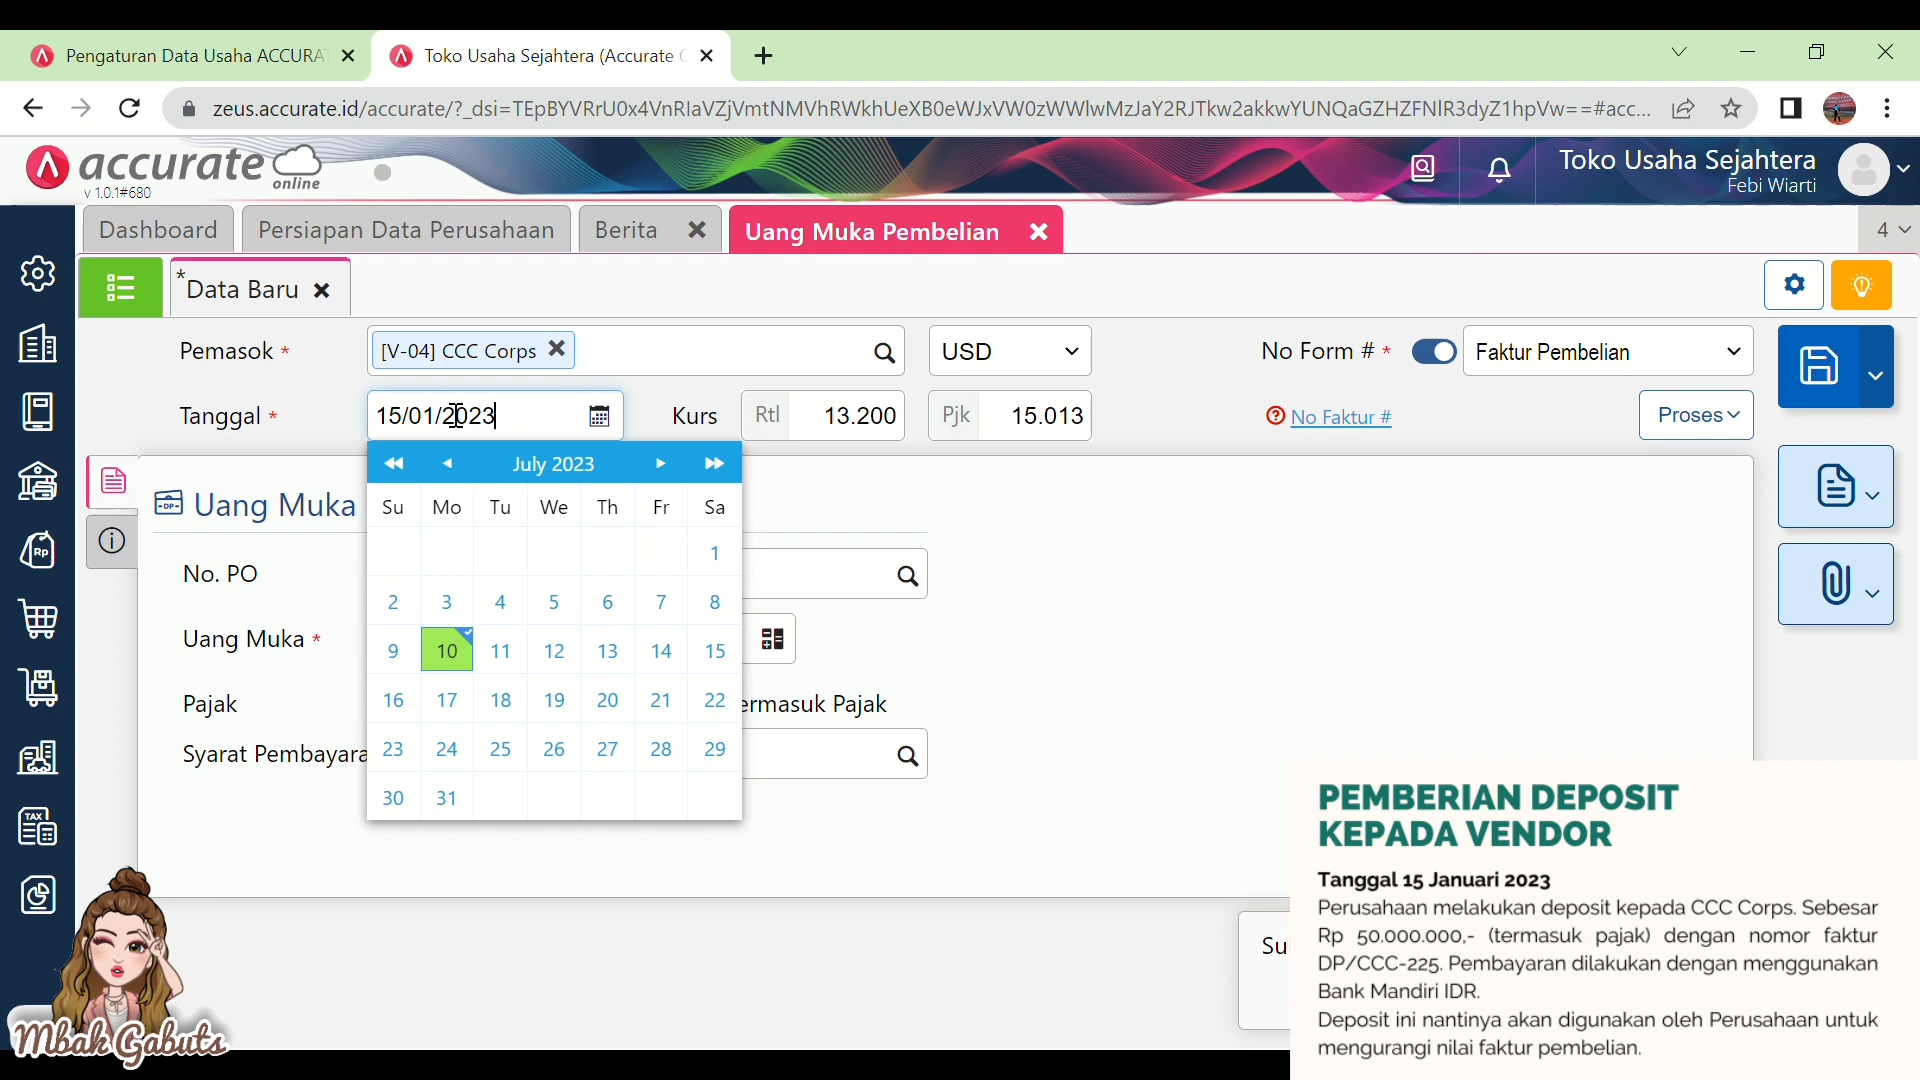 Pengaturan Data Usaha ACCURAT
Toko Usaha Sejahtera (Accurate O
zeus.accurate.id/accurate/?_dsi=TEpBYVRrU0x4VnRIaVZjVmtNMVhRWkhUeXB0eWJxVW0zWWlwMzJaY2RJTkw2akkwYUNQaGZHZFNlR3dyZ1hpVw==#acc...
accurate
online
v 1.0.1#680
Toko Usaha Sejahtera
Febi Wiarti
Dashboard
Persiapan Data Perusahaan
Berita
Uang Muka Pembelian
4
*Data Baru
Pemasok *
[V-04] CCC Corps
USD
No Form # *
Faktur Pembelian
Tanggal *
15/01/2023
Kurs
Rtl 13.200
Pjk 15.013
No Faktur #
Proses
July 2023
Su Mo Tu We Th Fr Sa
1
2 3 4 5 6 7 8
9 10 11 12 13 14 15
16 17 18 19 20 21 22
23 24 25 26 27 28 29
30 31
Uang Muka
No. PO
Uang Muka *
Pajak
ermasuk Pajak
Syarat Pembayara
Su
Rp
TAX
-DP-
PEMBERIAN DEPOSIT
KEPADA VENDOR
Tanggal 15 Januari 2023
Perusahaan melakukan deposit kepada CCC Corps. Sebesar
Rp 50.000.000,- (termasuk pajak) dengan nomor faktur
DP/CCC-225. Pembayaran dilakukan dengan menggunakan
Bank Mandiri IDR.
Deposit ini nantinya akan digunakan oleh Perusahaan untuk
mengurangi nilai faktur pembelian.
Mbak Gabuts